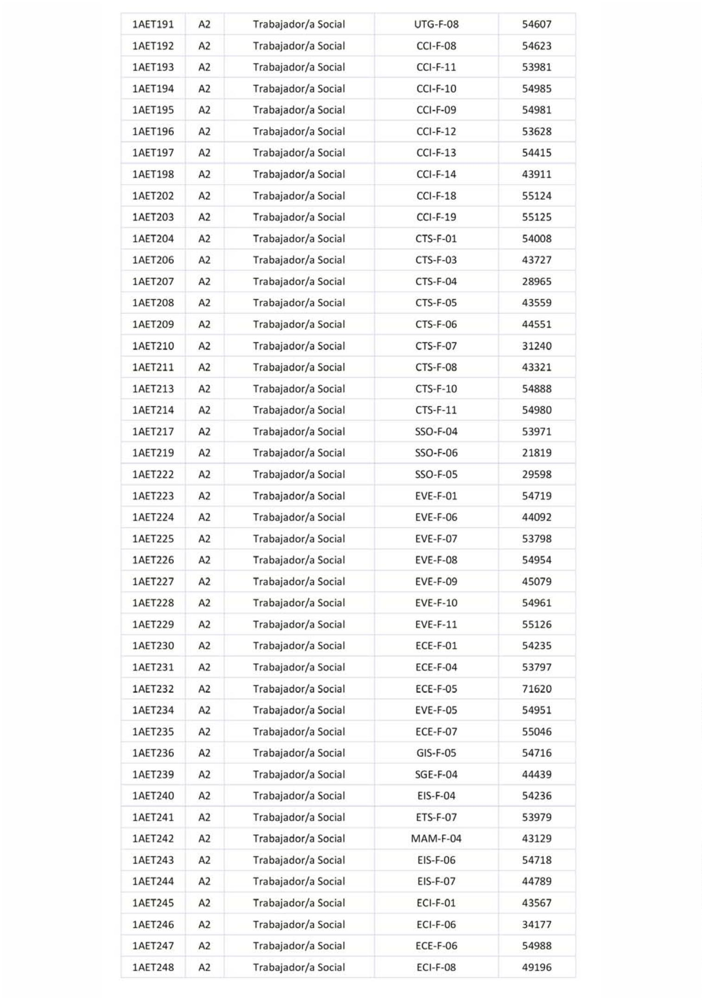 1AET191 A2 Trabajador/a Social UTG-F-08 54607
1AET192 A2 Trabajador/a Social CCI-F-08 54623
1AET193 A2 Trabajador/a Social CCI-F-11 53981
1AET194 A2 Trabajador/a Social CCI-F-10 54985
1AET195 A2 Trabajador/a Social CCI-F-09 54981
1AET196 A2 Trabajador/a Social CCI-F-12 53628
1AET197 A2 Trabajador/a Social CCI-F-13 54415
1AET198 A2 Trabajador/a Social CCI-F-14 43911
1AET202 A2 Trabajador/a Social CCI-F-18 55124
1AET203 A2 Trabajador/a Social CCI-F-19 55125
1AET204 A2 Trabajador/a Social CTS-F-01 54008
1AET206 A2 Trabajador/a Social CTS-F-03 43727
1AET207 A2 Trabajador/a Social CTS-F-04 28965
1AET208 A2 Trabajador/a Social CTS-F-05 43559
1AET209 A2 Trabajador/a Social CTS-F-06 44551
1AET210 A2 Trabajador/a Social CTS-F-07 31240
1AET211 A2 Trabajador/a Social CTS-F-08 43321
1AET213 A2 Trabajador/a Social CTS-F-10 54888
1AET214 A2 Trabajador/a Social CTS-F-11 54980
1AET217 A2 Trabajador/a Social SSO-F-04 53971
1AET219 A2 Trabajador/a Social SSO-F-06 21819
1AET222 A2 Trabajador/a Social SSO-F-05 29598
1AET223 A2 Trabajador/a Social EVE-F-01 54719
1AET224 A2 Trabajador/a Social EVE-F-06 44092
1AET225 A2 Trabajador/a Social EVE-F-07 53798
1AET226 A2 Trabajador/a Social EVE-F-08 54954
1AET227 A2 Trabajador/a Social EVE-F-09 45079
1AET228 A2 Trabajador/a Social EVE-F-10 54961
1AET229 A2 Trabajador/a Social EVE-F-11 55126
1AET230 A2 Trabajador/a Social ECE-F-01 54235
1AET231 A2 Trabajador/a Social ECE-F-04 53797
1AET232 A2 Trabajador/a Social ECE-F-05 71620
1AET234 A2 Trabajador/a Social EVE-F-05 54951
1AET235 A2 Trabajador/a Social ECE-F-07 55046
1AET236 A2 Trabajador/a Social GIS-F-05 54716
1AET239 A2 Trabajador/a Social SGE-F-04 44439
1AET240 A2 Trabajador/a Social EIS-F-04 54236
1AET241 A2 Trabajador/a Social ETS-F-07 53979
1AET242 A2 Trabajador/a Social MAM-F-04 43129
1AET243 A2 Trabajador/a Social EIS-F-06 54718
1AET244 A2 Trabajador/a Social EIS-F-07 44789
1AET245 A2 Trabajador/a Social ECI-F-01 43567
1AET246 A2 Trabajador/a Social ECI-F-06 34177
1AET247 A2 Trabajador/a Social ECE-F-06 54988
1AET248 A2 Trabajador/a Social ECI-F-08 49196